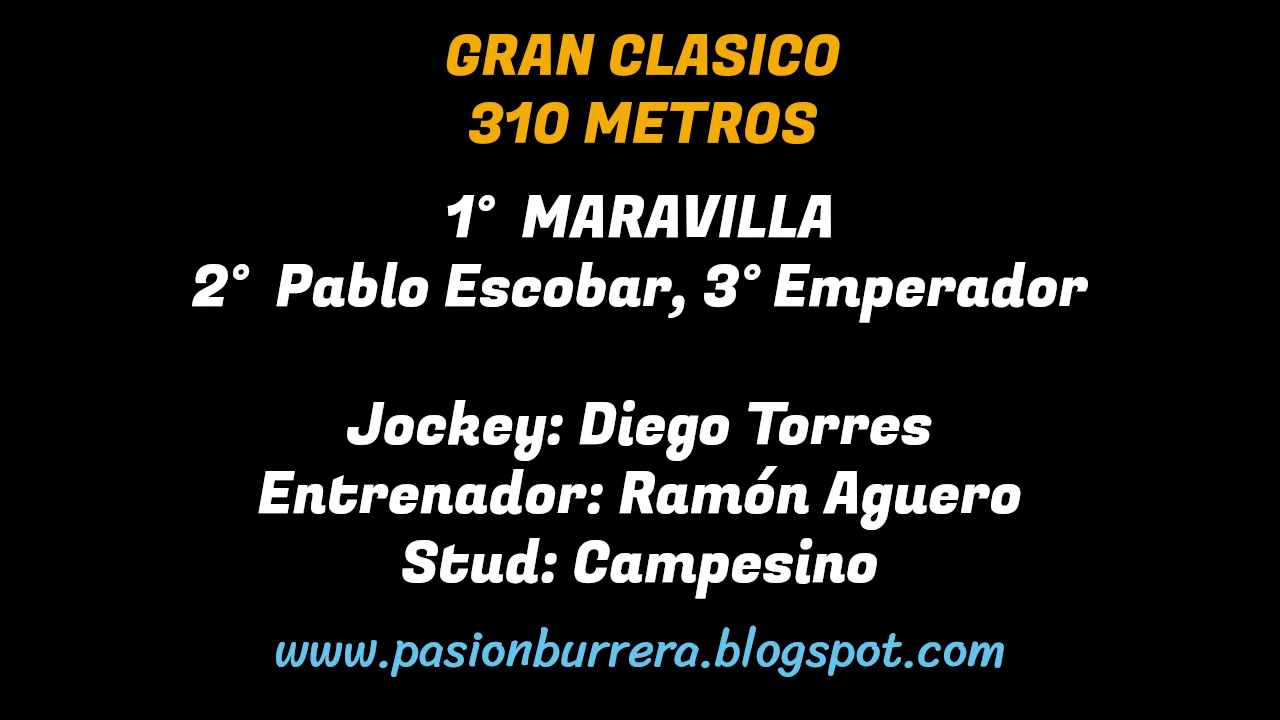 GRAN CLASICO
310 METROS
1° MARAVILLA
2° Pablo Escobar, 3° Emperador
Jockey: Diego Torres
Entrenador: Ramón Aguero
Stud: Campesino
www.pasionburrera.blogspot.com